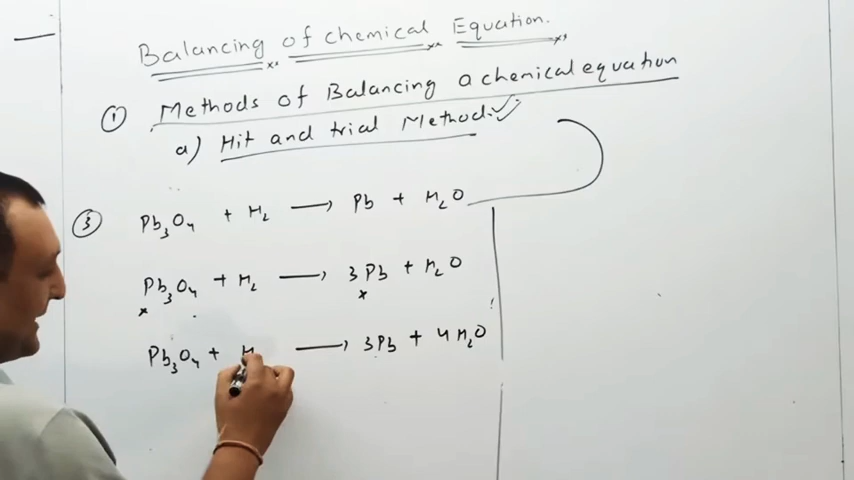 Balancing of chemical Equation.
① Methods of Balancing a chemical equation
a) Hit and trial Method.
③ Pb₃O₄ + H₂ ⟶ Pb + H₂O
Pb₃O₄ + H₂ ⟶ 3Pb + H₂O
Pb₃O₄ + H ⟶ 3Pb + 4H₂O